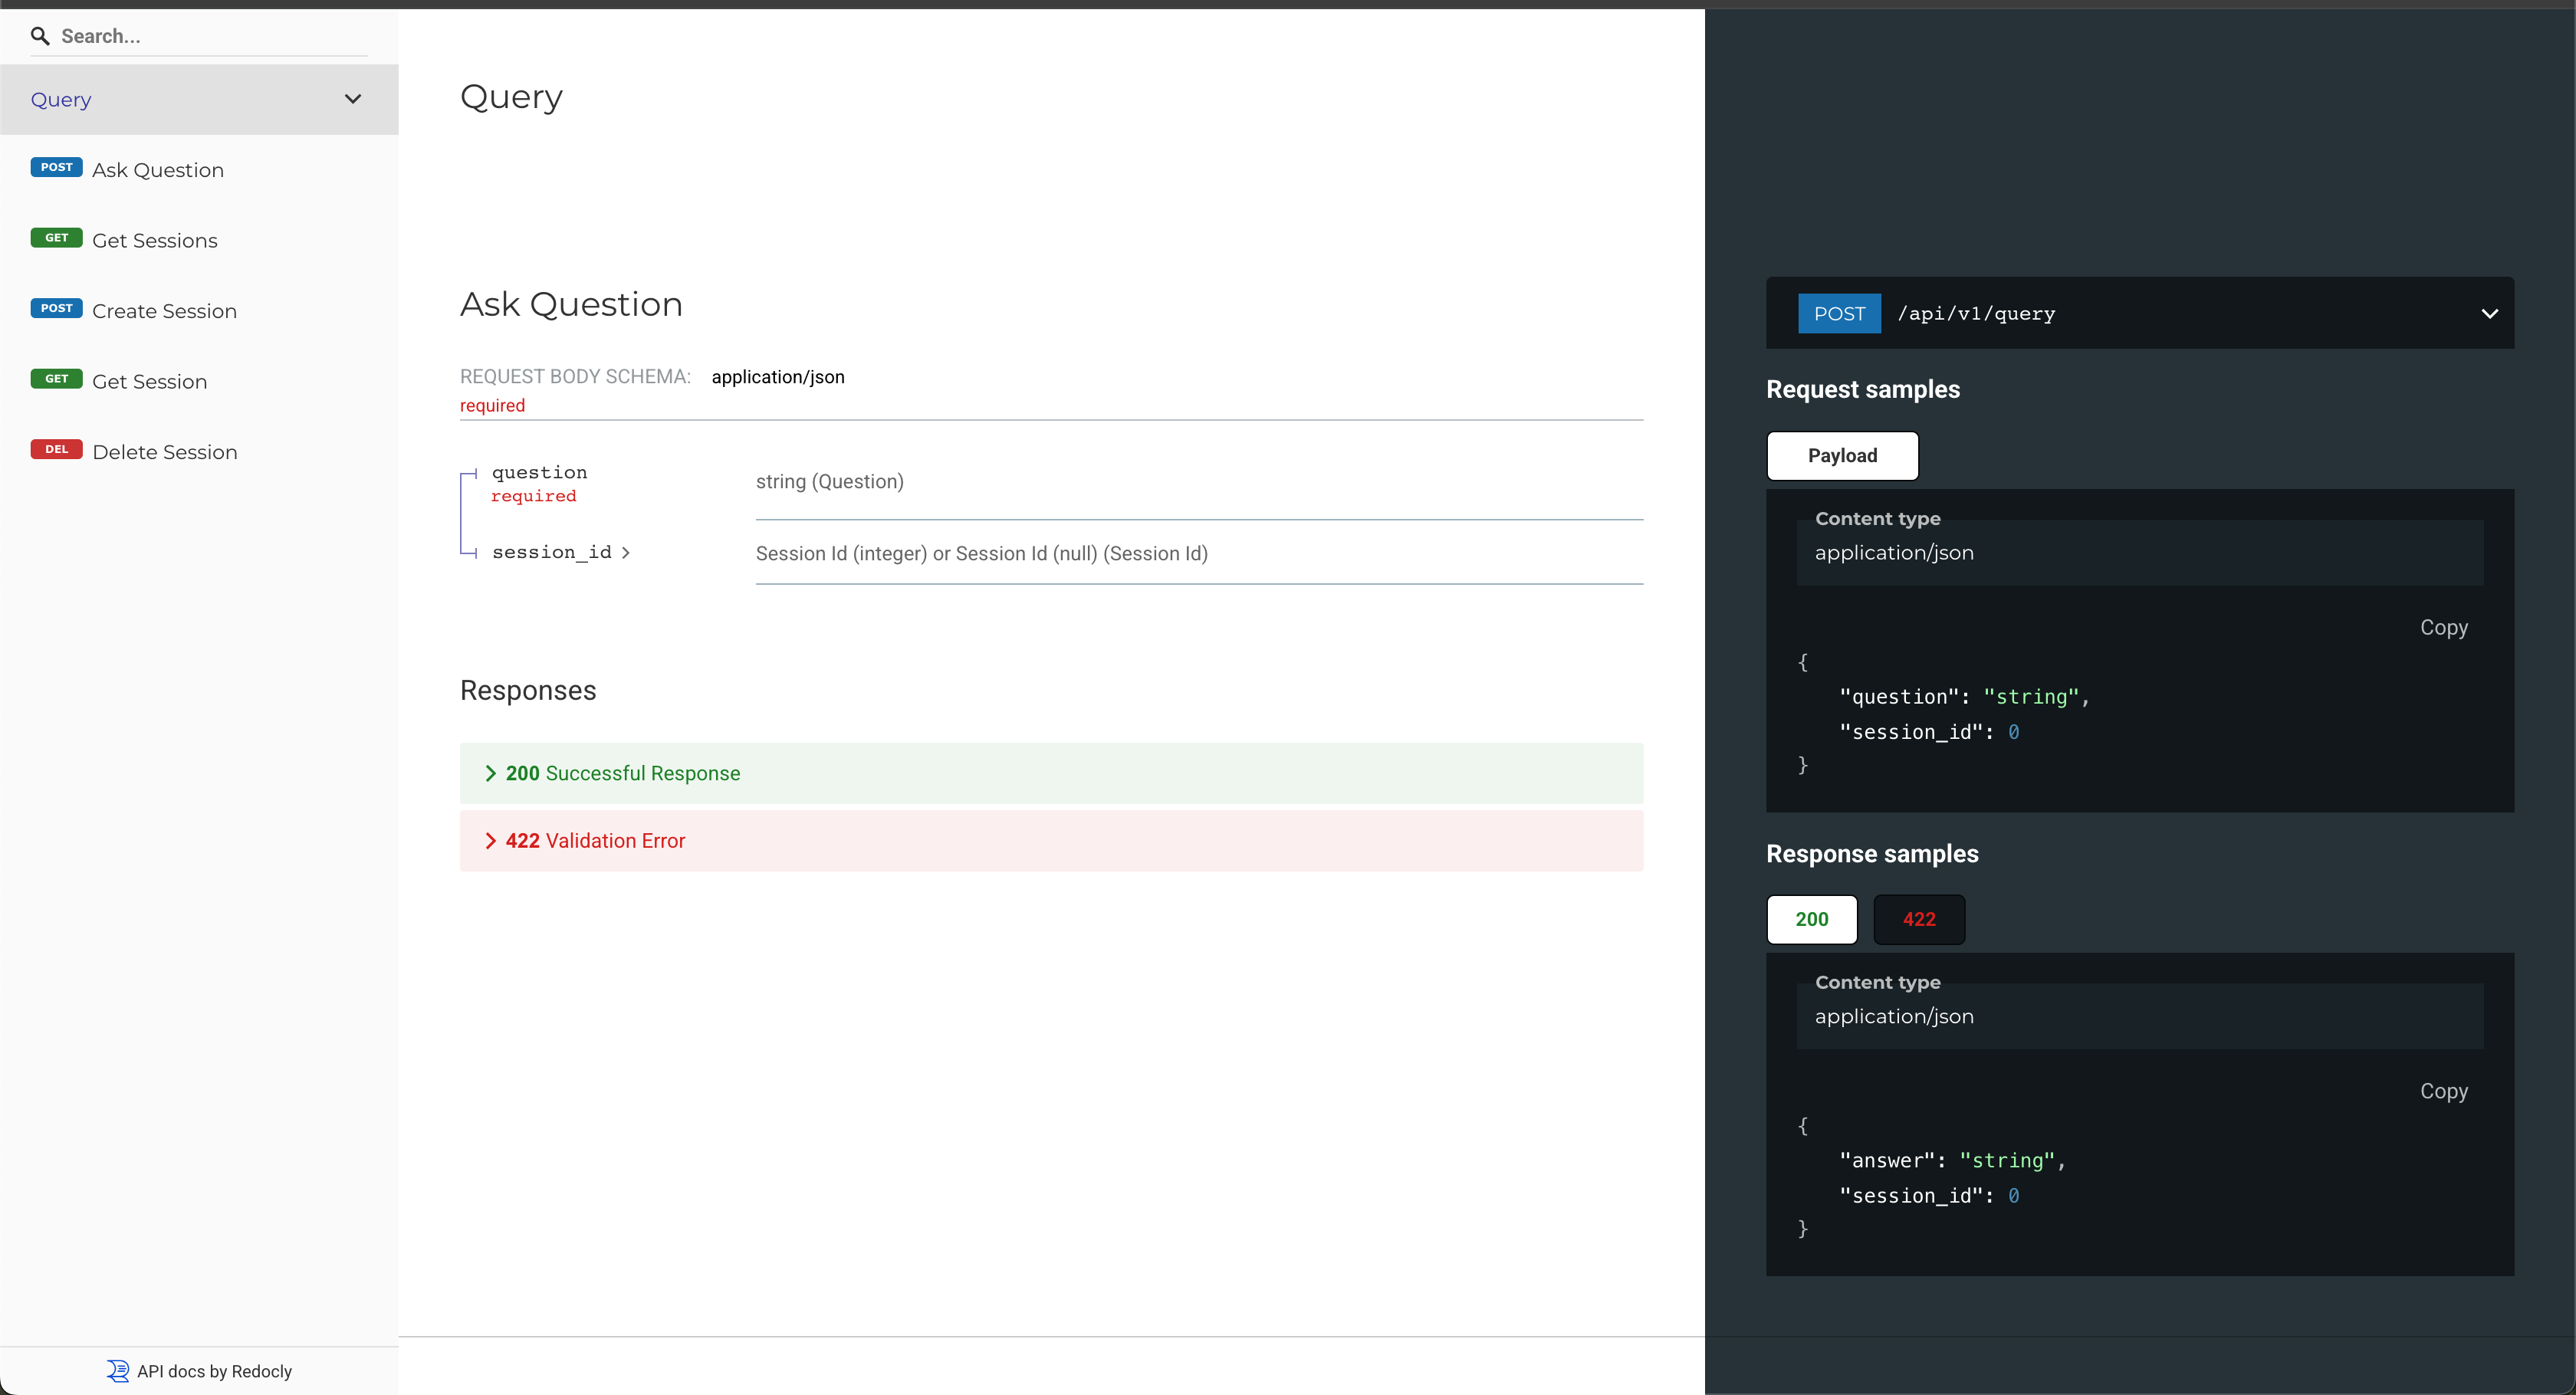 Search...
Query
POST Ask Question
GET Get Sessions
POST Create Session
GET Get Session
DEL Delete Session
API docs by Redocly
Query
Ask Question
REQUEST BODY SCHEMA: application/json
required
question
required
string (Question)
session_id
Session Id (integer) or Session Id (null) (Session Id)
Responses
200 Successful Response
422 Validation Error
POST /api/v1/query
Request samples
Payload
Content type
application/json
Copy
{
"question": "string",
"session_id": 0
}
Response samples
200 422
Content type
application/json
Copy
{
"answer": "string",
"session_id": 0
}